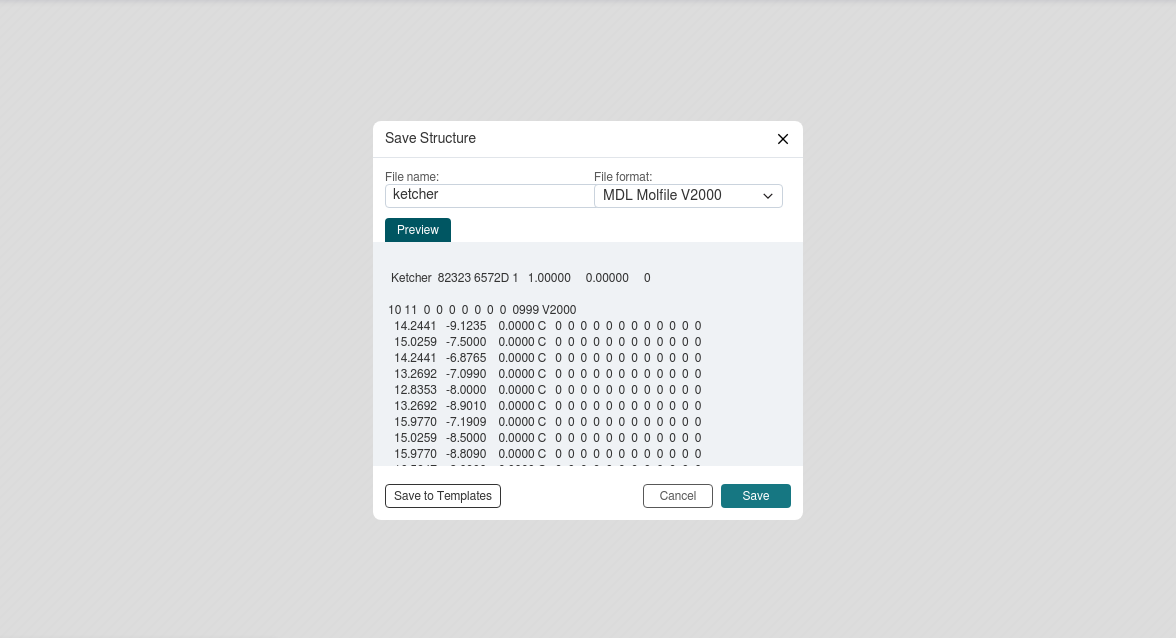 Save Structure
File name:
File format:
ketcher
MDL Molfile V2000
Preview
Ketcher 82323 6572D 1 1.00000 0.00000 0
10 11 0 0 0 0 0 0 0 0999 V2000
14.2441 -9.1235 0.0000 C 0 0 0 0 0 0 0 0 0 0 0 0
15.0259 -7.5000 0.0000 C 0 0 0 0 0 0 0 0 0 0 0 0
14.2441 -6.8765 0.0000 C 0 0 0 0 0 0 0 0 0 0 0 0
13.2692 -7.0990 0.0000 C 0 0 0 0 0 0 0 0 0 0 0 0
12.8353 -8.0000 0.0000 C 0 0 0 0 0 0 0 0 0 0 0 0
13.2692 -8.9010 0.0000 C 0 0 0 0 0 0 0 0 0 0 0 0
15.9770 -7.1909 0.0000 C 0 0 0 0 0 0 0 0 0 0 0 0
15.0259 -8.5000 0.0000 C 0 0 0 0 0 0 0 0 0 0 0 0
15.9770 -8.8090 0.0000 C 0 0 0 0 0 0 0 0 0 0 0 0
Save to Templates
Cancel
Save